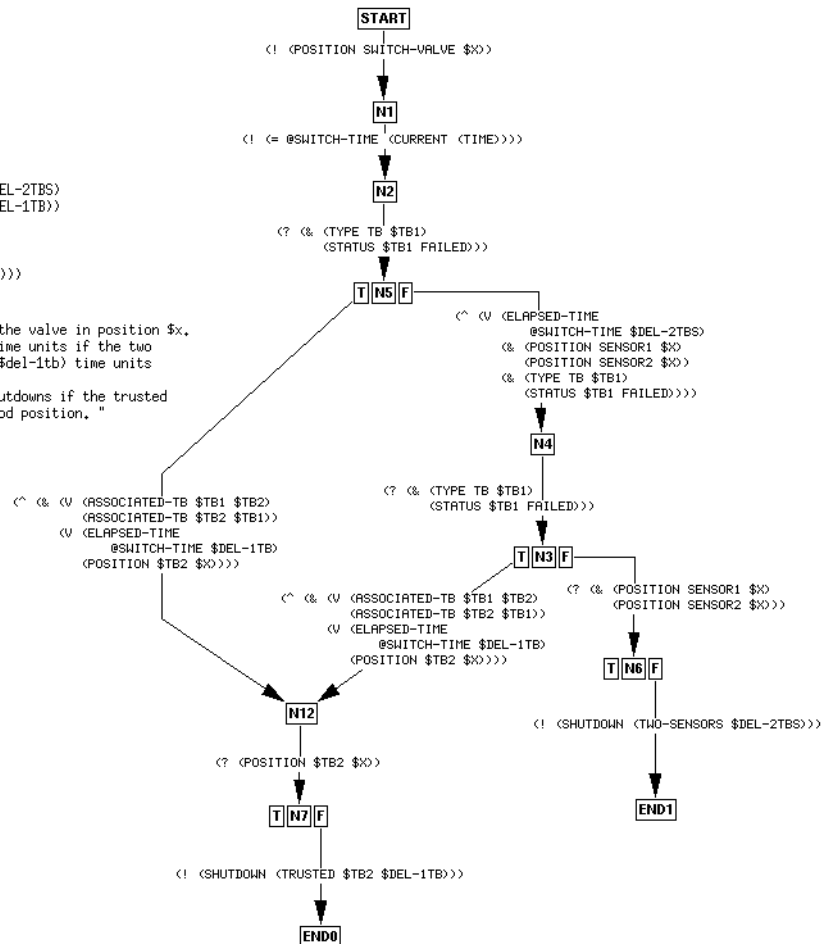 START
(! (POSITION SWITCH-VALVE $X))
N1
(! (= @SWITCH-TIME (CURRENT (TIME))))
N2
EL-2TBS)
EL-1TB))
(? (& (TYPE TB $TB1)
(STATUS $TB1 FAILED)))
)))
T N5 F
the valve in position $x.
ime units if the two
$del-1tb) time units
utdowns if the trusted
od position. "
(^ (V (ELAPSED-TIME
@SWITCH-TIME $DEL-2TBS)
(& (POSITION SENSOR1 $X)
(POSITION SENSOR2 $X))
(& (TYPE TB $TB1)
(STATUS $TB1 FAILED))))
N4
(? (& (TYPE TB $TB1)
(STATUS $TB1 FAILED)))
(^ (& (V (ASSOCIATED-TB $TB1 $TB2)
(ASSOCIATED-TB $TB2 $TB1))
(V (ELAPSED-TIME
@SWITCH-TIME $DEL-1TB)
(POSITION $TB2 $X))))
T N3 F
(^ (& (V (ASSOCIATED-TB $TB1 $TB2)
(ASSOCIATED-TB $TB2 $TB1))
(V (ELAPSED-TIME
@SWITCH-TIME $DEL-1TB)
(POSITION $TB2 $X))))
(? (& (POSITION SENSOR1 $X)
(POSITION SENSOR2 $X)))
T N6 F
N12
(! (SHUTDOWN (TWO-SENSORS $DEL-2TBS)))
(? (POSITION $TB2 $X))
T N7 F
END1
(! (SHUTDOWN (TRUSTED $TB2 $DEL-1TB)))
END0